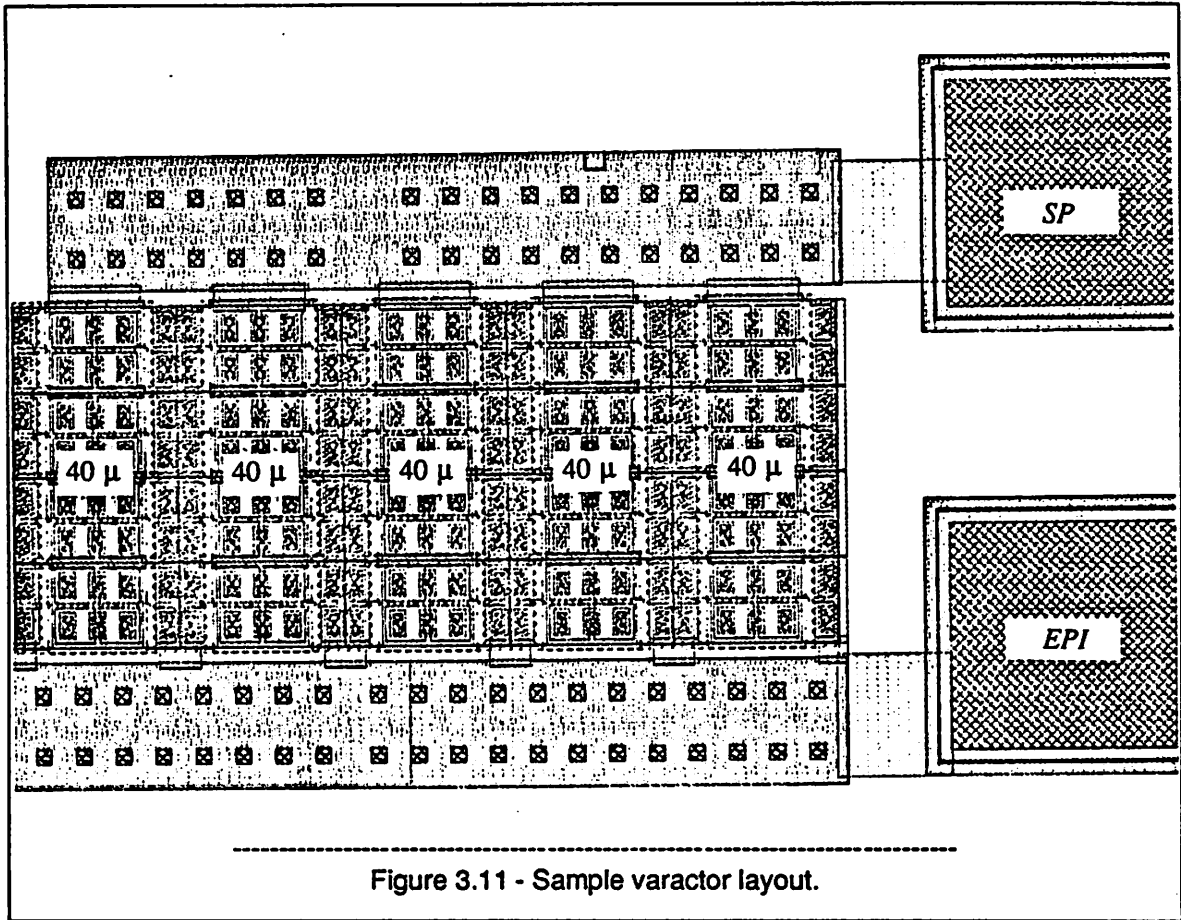 SP
40 μ 40 μ 40 μ 40 μ 40 μ
EPI
Figure 3.11 - Sample varactor layout.